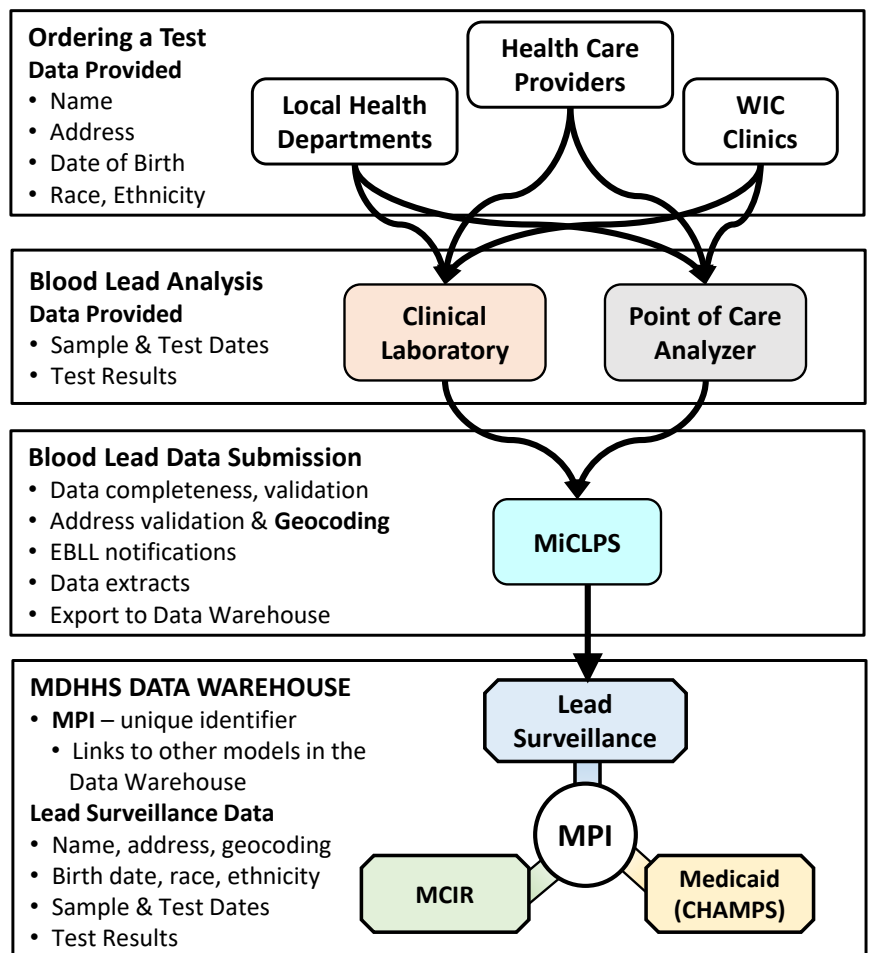 Ordering a Test
Data Provided
• Name
• Address
• Date of Birth
• Race, Ethnicity
Local Health
Departments
Health Care
Providers
WIC
Clinics
Blood Lead Analysis
Data Provided
• Sample & Test Dates
• Test Results
Clinical
Laboratory
Point of Care
Analyzer
Blood Lead Data Submission
• Data completeness, validation
• Address validation & Geocoding
• EBLL notifications
• Data extracts
• Export to Data Warehouse
MiCLPS
MDHHS DATA WAREHOUSE
• MPI – unique identifier
• Links to other models in the
Data Warehouse
Lead Surveillance Data
• Name, address, geocoding
• Birth date, race, ethnicity
• Sample & Test Dates
• Test Results
Lead
Surveillance
MPI
MCIR
Medicaid
(CHAMPS)